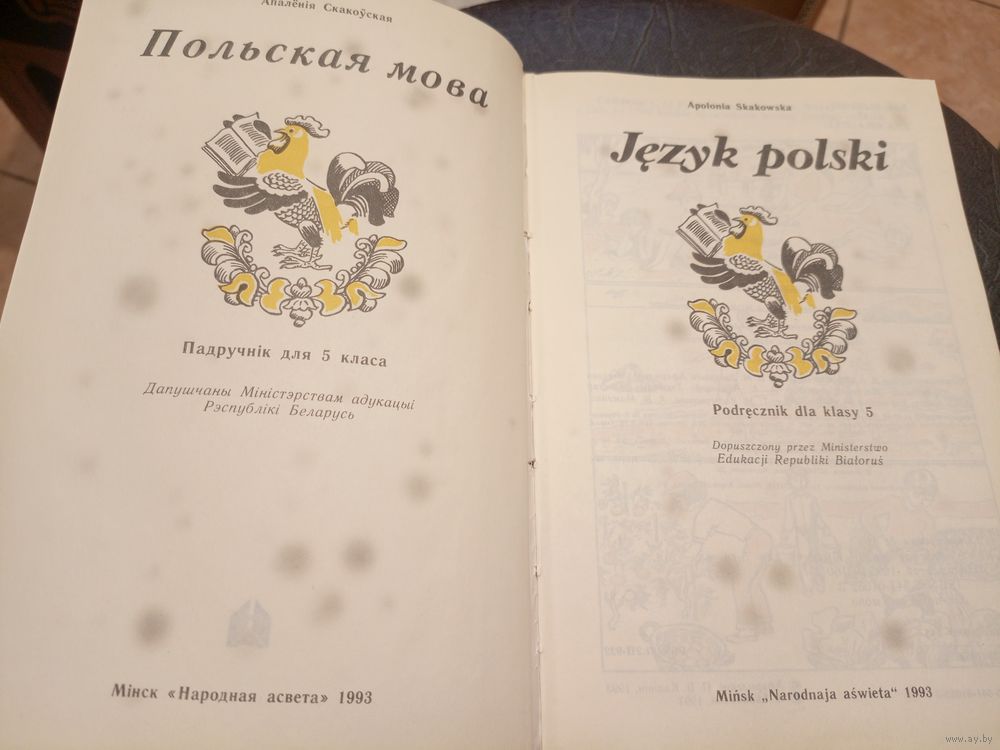 Апалёнія Скакоўская
Польская мова
Падручнік для 5 класа
Дапушчаны Міністэрствам адукацыі
Рэспублікі Беларусь
Мінск «Народная асвета» 1993
Apolonia Skakowska
Język polski
Podręcznik dla klasy 5
Dopuszczony przez Ministerstwo
Edukacji Republiki Białoruś
Mińsk „Narodnaja aświeta“ 1993
www.ay.by